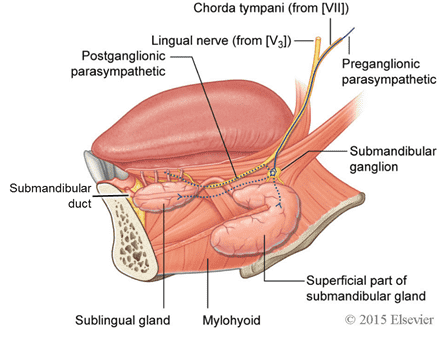 Chorda tympani (from [VII])
Lingual nerve (from [V3])
Postganglionic
parasympathetic
Preganglionic
parasympathetic
Submandibular
ganglion
Submandibular
duct
Superficial part of
submandibular gland
Sublingual gland
Mylohyoid
© 2015 Elsevier